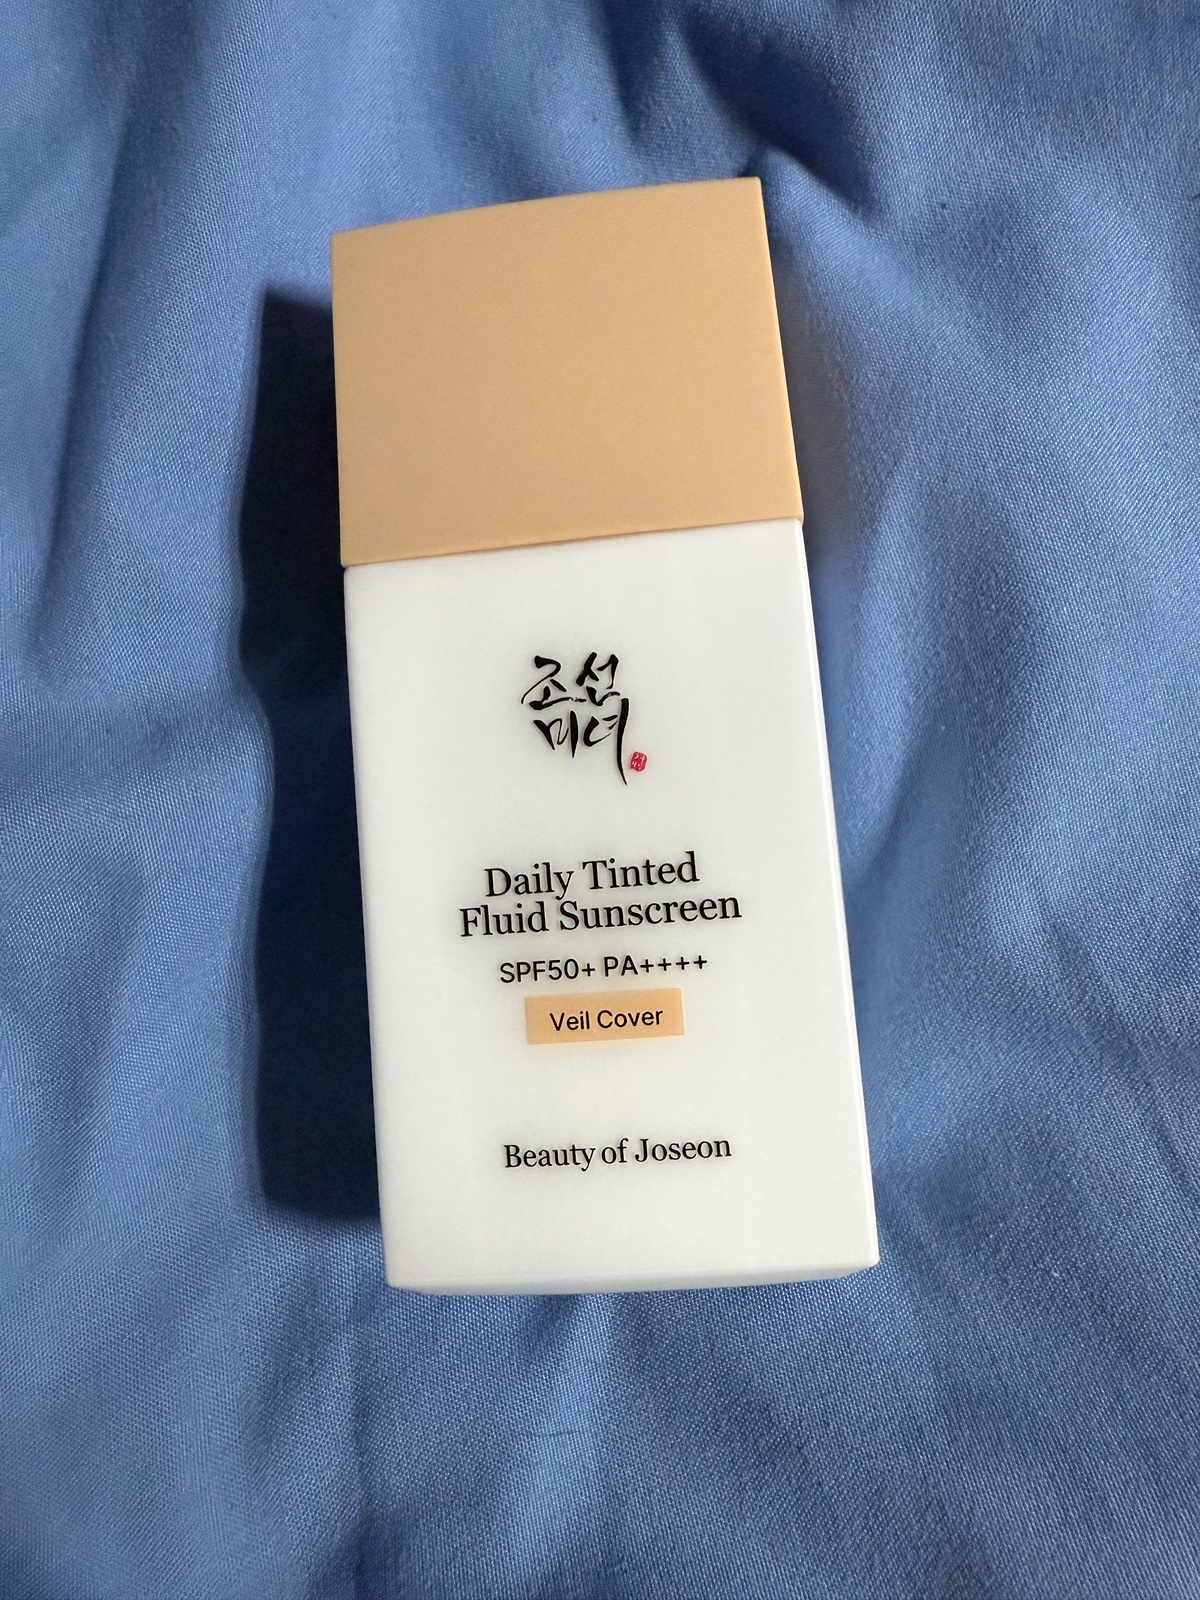 조선
미녀
Daily Tinted
Fluid Sunscreen
SPF50+ PA++++
Veil Cover
Beauty of Joseon